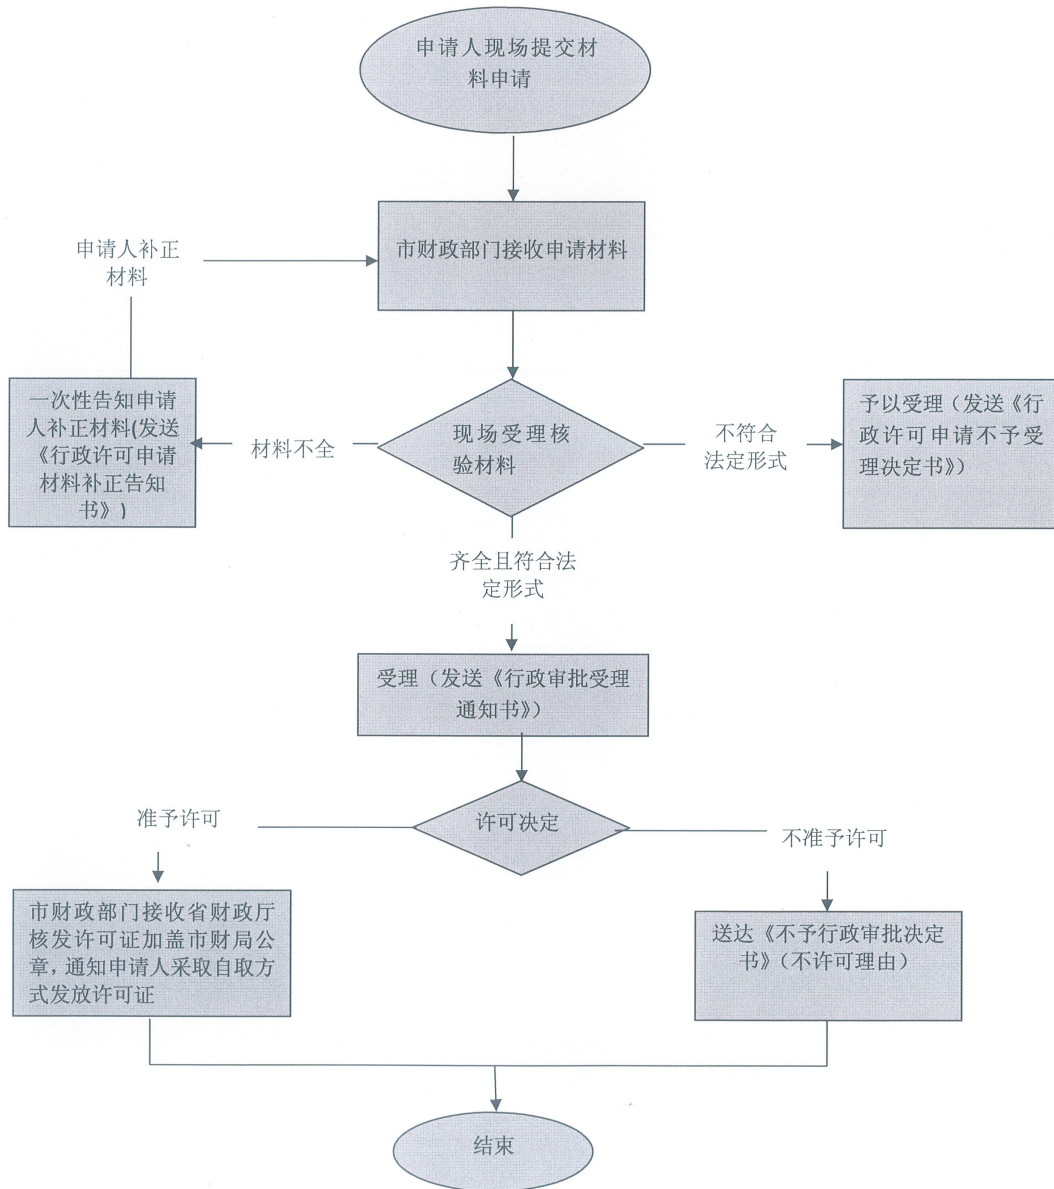 申请人现场提交材
料申请
市财政部门接收申请材料
申请人补正
材料
一次性告知申请
人补正材料(发送
《行政许可申请
材料补正告知
书》)
材料不全
现场受理核
验材料
不符合
法定形式
予以受理（发送《行
政许可申请不予受
理决定书》）
齐全且符合法
定形式
受理（发送《行政审批受理
通知书》）
准予许可
许可决定
不准予许可
市财政部门接收省财政厅
核发许可证加盖市财局公
章，通知申请人采取自取方
式发放许可证
送达《不予行政审批决定
书》（不许可理由）
结束